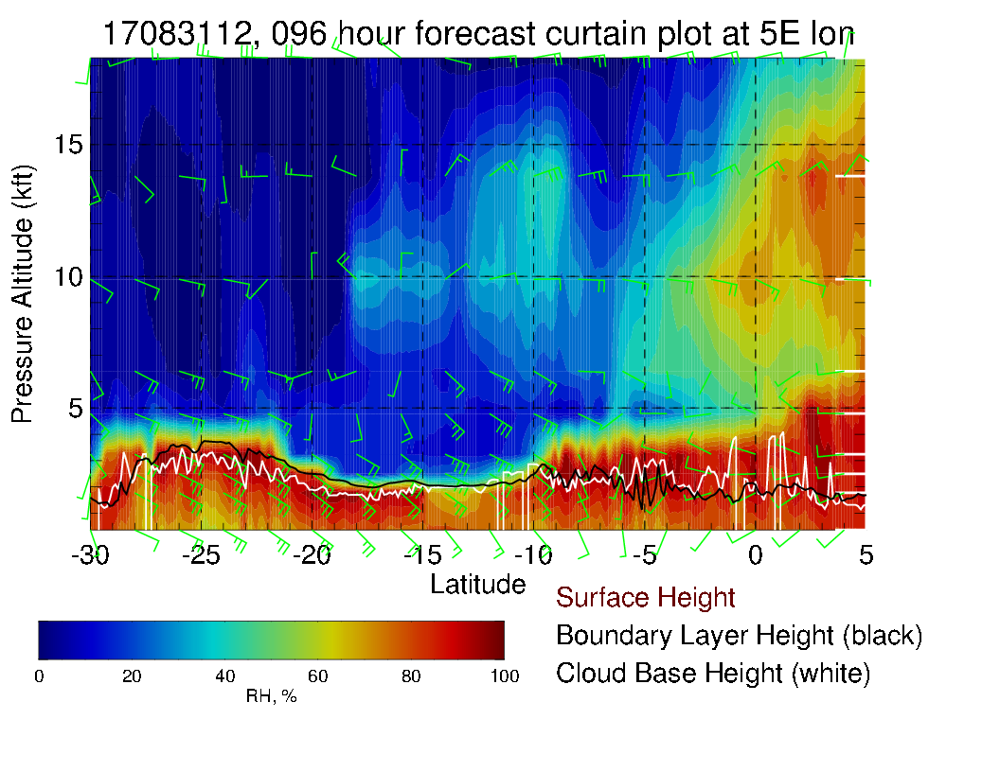 17083112, 096 hour forecast curtain plot at 5E lon
Pressure Altitude (kft)
15
10
5
-30 -25 -20 -15 -10 -5 0 5
Latitude
Surface Height
Boundary Layer Height (black)
Cloud Base Height (white)
0 20 40 60 80 100
RH, %